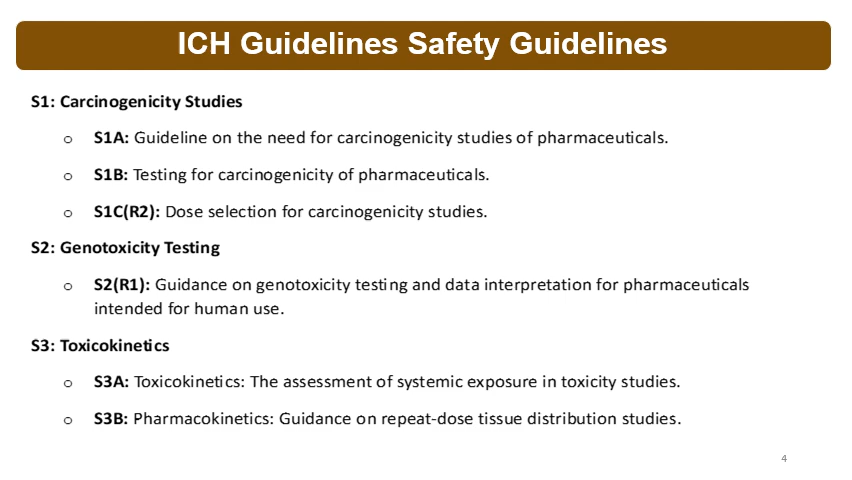 ICH Guidelines Safety Guidelines
S1: Carcinogenicity Studies
o S1A: Guideline on the need for carcinogenicity studies of pharmaceuticals.
o S1B: Testing for carcinogenicity of pharmaceuticals.
o S1C(R2): Dose selection for carcinogenicity studies.
S2: Genotoxicity Testing
o S2(R1): Guidance on genotoxicity testing and data interpretation for pharmaceuticals
intended for human use.
S3: Toxicokinetics
o S3A: Toxicokinetics: The assessment of systemic exposure in toxicity studies.
o S3B: Pharmacokinetics: Guidance on repeat-dose tissue distribution studies.
4